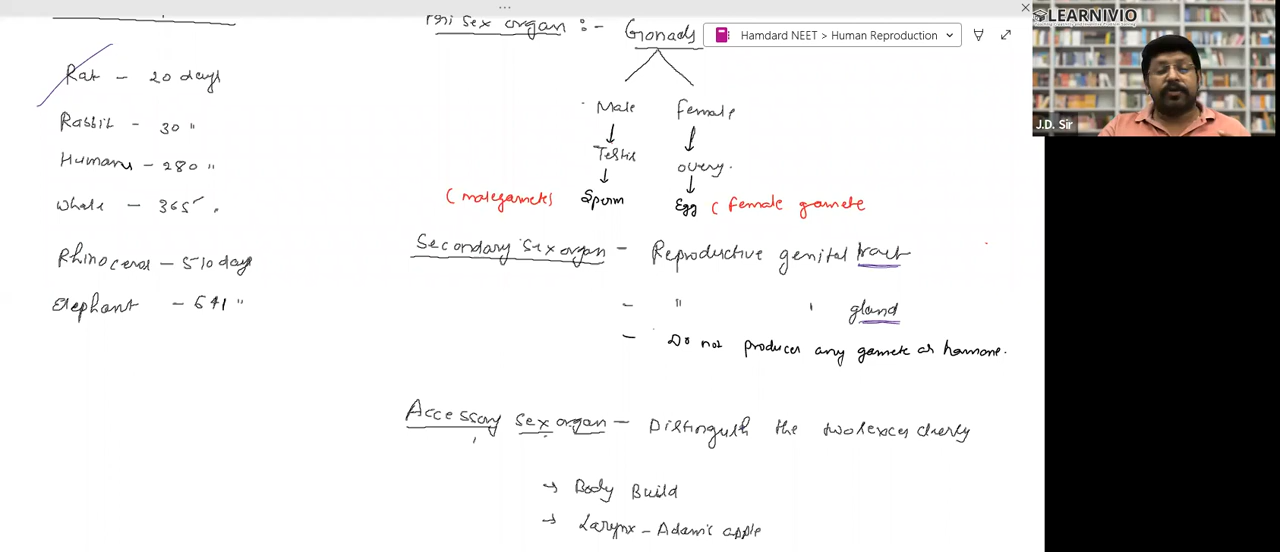 Pri sex organ :- Gonads
Hamdard NEET > Human Reproduction
LEARNIVIO
J.D. Sir
Rat - 20 days
Rabbit - 30 "
Humans - 280 "
Whale - 365 "
Rhinoceros - 510 days
Elephant - 641 "
Male Female
Testis ovary.
(malegametes) Sperm Egg (female gamete
Secondary sex organ - Reproductive genital tract
- " " gland
- Do not produces any gamete or hormone.
Accessory sex organ - Distinguish the two sexes clearly
→ Body Build
→ Larynx - Adam's apple